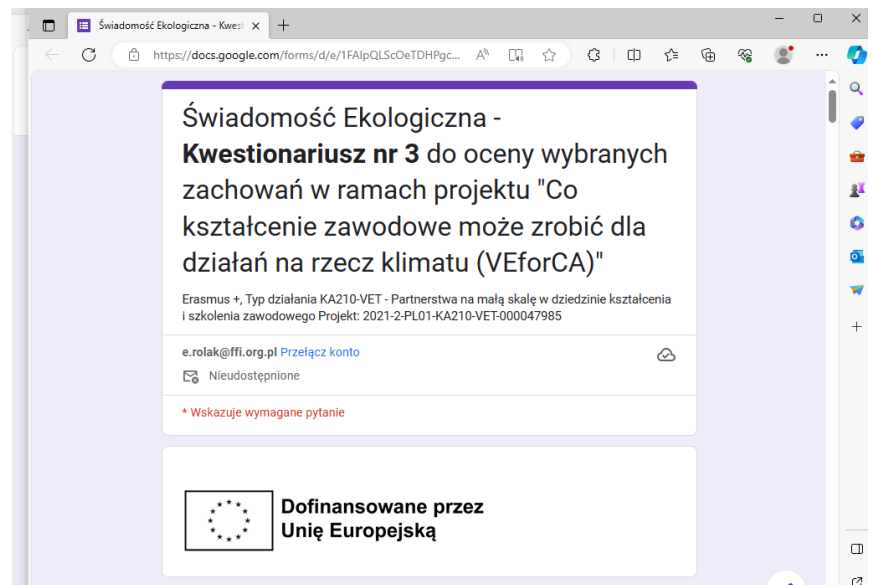 Świadomość Ekologiczna - Kwest
https://docs.google.com/forms/d/e/1FAIpQLScOeTDHPgc...
Świadomość Ekologiczna -
Kwestionariusz nr 3 do oceny wybranych
zachowań w ramach projektu "Co
kształcenie zawodowe może zrobić dla
działań na rzecz klimatu (VEforCA)"
Erasmus +, Typ działania KA210-VET - Partnerstwa na małą skalę w dziedzinie kształcenia
i szkolenia zawodowego Projekt: 2021-2-PL01-KA210-VET-000047985
e.rolak@ffi.org.pl Przełącz konto
Nieudostępnione
* Wskazuje wymagane pytanie
Dofinansowane przez
Unię Europejską